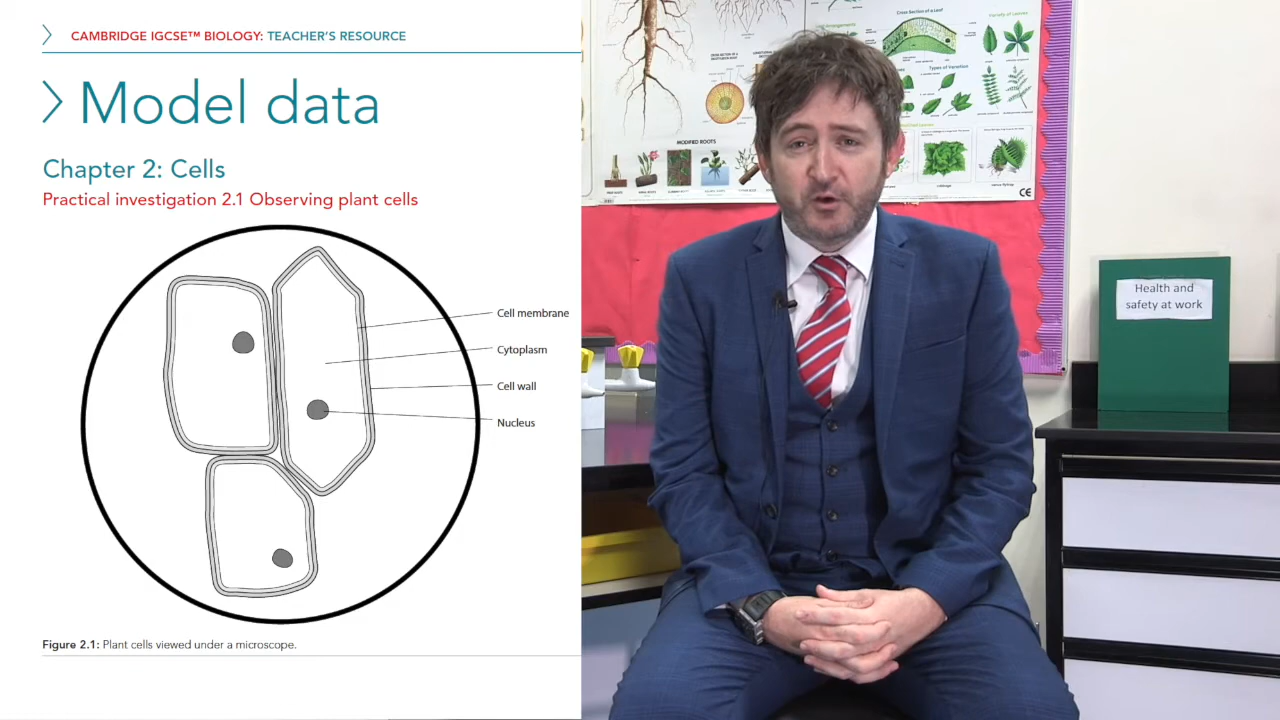 CAMBRIDGE IGCSE™ BIOLOGY: TEACHER'S RESOURCE
Model data
Chapter 2: Cells
Practical investigation 2.1 Observing plant cells
Cell membrane
Cytoplasm
Cell wall
Nucleus
Figure 2.1: Plant cells viewed under a microscope.
Cross Section of a Leaf
Variety of Leaves
Types of Venation
MODIFIED ROOTS
CE
Health and
safety at work